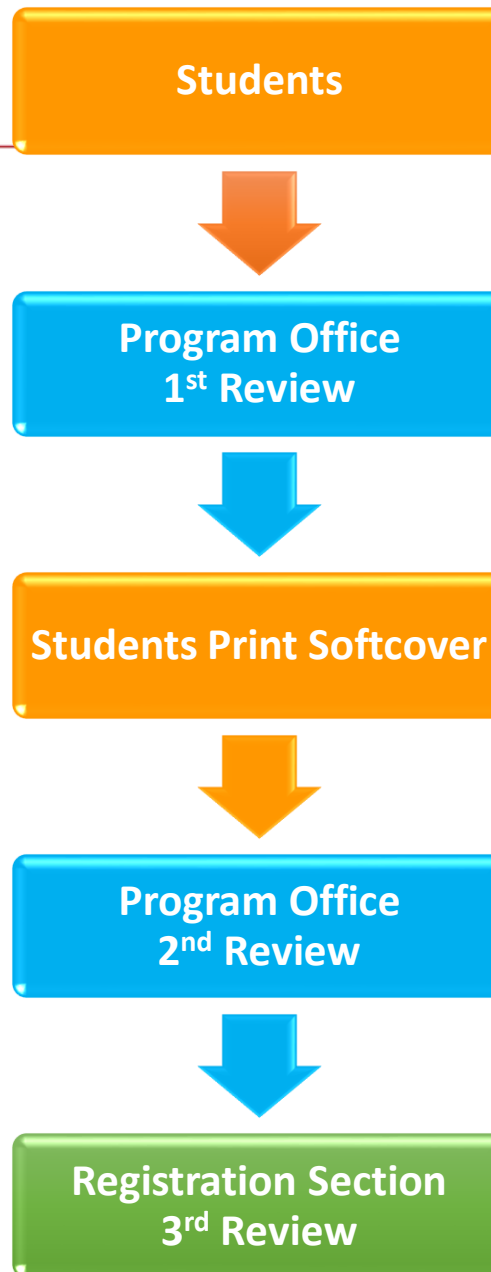 Students
Program Office
1st Review
Students Print Softcover
Program Office
2nd Review
Registration Section
3rd Review